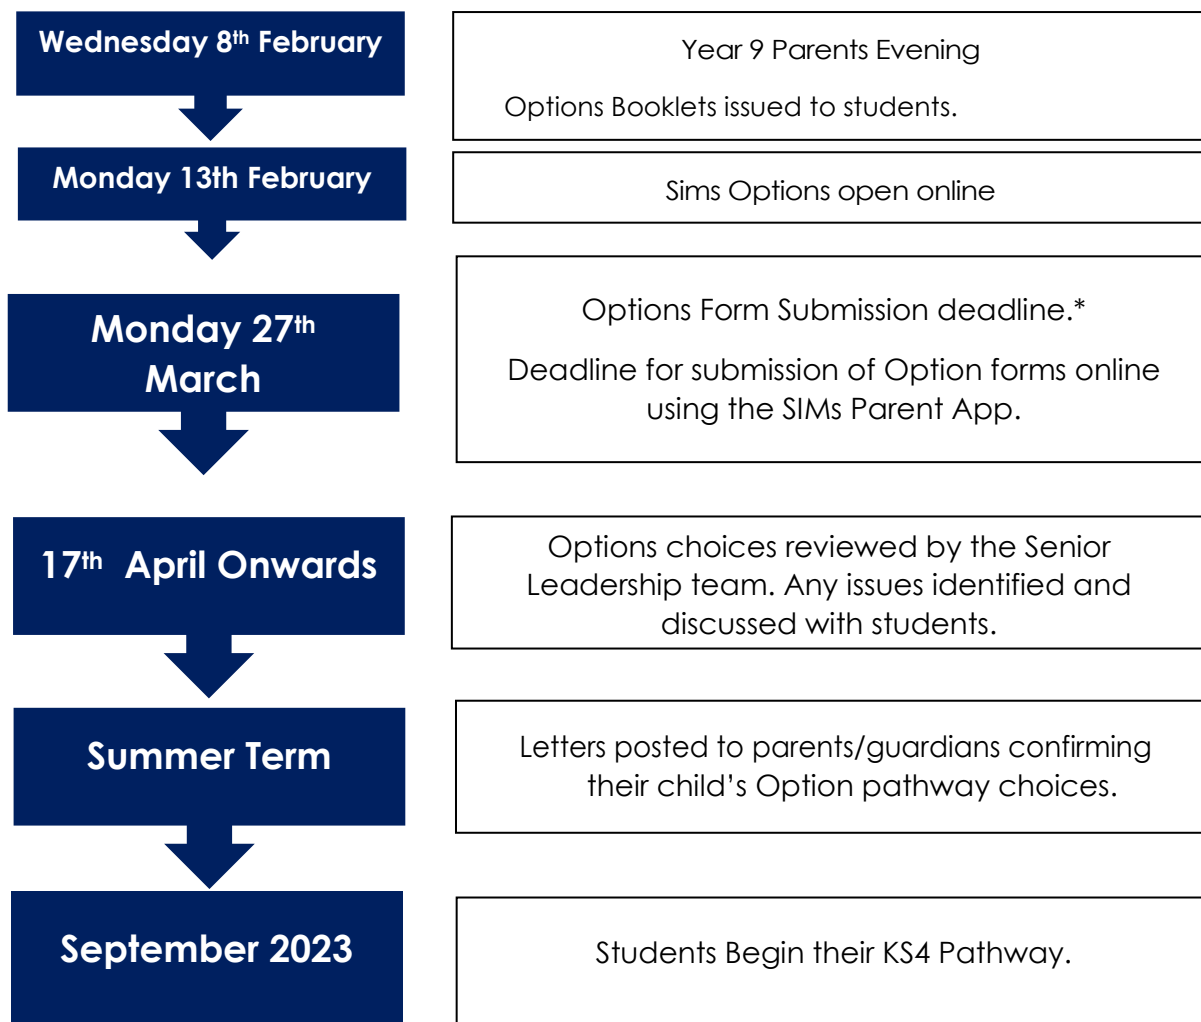 Wednesday 8th February
Year 9 Parents Evening
Options Booklets issued to students.
Monday 13th February
Sims Options open online
Monday 27th
March
Options Form Submission deadline.*
Deadline for submission of Option forms online
using the SIMs Parent App.
17th April Onwards
Options choices reviewed by the Senior
Leadership team. Any issues identified and
discussed with students.
Summer Term
Letters posted to parents/guardians confirming
their child’s Option pathway choices.
September 2023
Students Begin their KS4 Pathway.